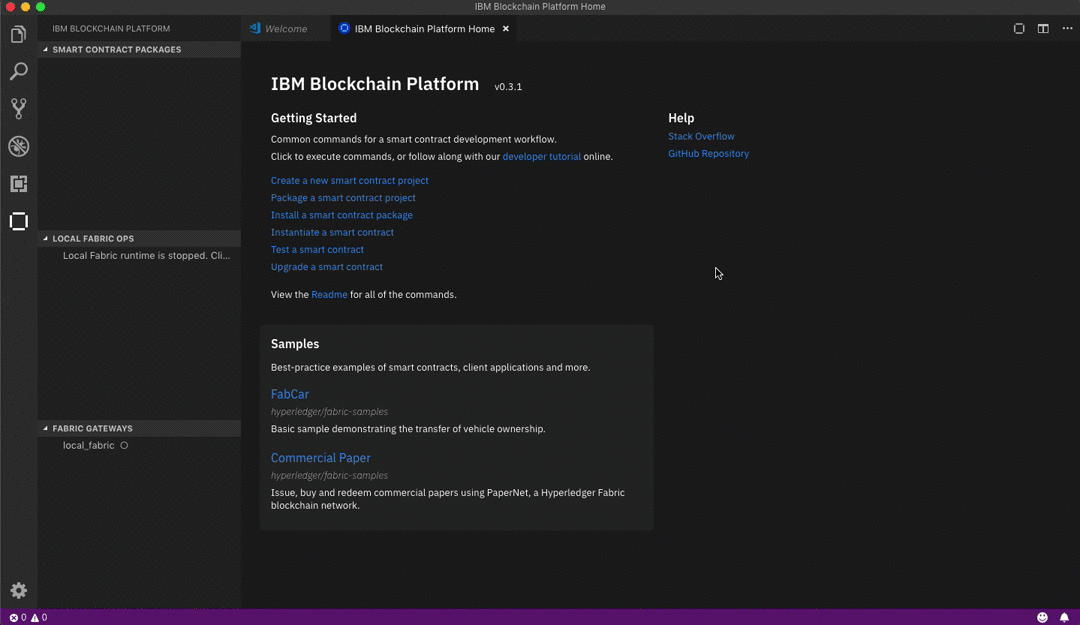 IBM Blockchain Platform Home
IBM BLOCKCHAIN PLATFORM
Welcome
IBM Blockchain Platform Home
SMART CONTRACT PACKAGES
LOCAL FABRIC OPS
Local Fabric runtime is stopped. Cli...
FABRIC GATEWAYS
local_fabric
IBM Blockchain Platform v0.3.1
Getting Started
Common commands for a smart contract development workflow.
Click to execute commands, or follow along with our developer tutorial online.
Create a new smart contract project
Package a smart contract project
Install a smart contract package
Instantiate a smart contract
Test a smart contract
Upgrade a smart contract
View the Readme for all of the commands.
Help
Stack Overflow
GitHub Repository
Samples
Best-practice examples of smart contracts, client applications and more.
FabCar
hyperledger/fabric-samples
Basic sample demonstrating the transfer of vehicle ownership.
Commercial Paper
hyperledger/fabric-samples
Issue, buy and redeem commercial papers using PaperNet, a Hyperledger Fabric
blockchain network.
0 0